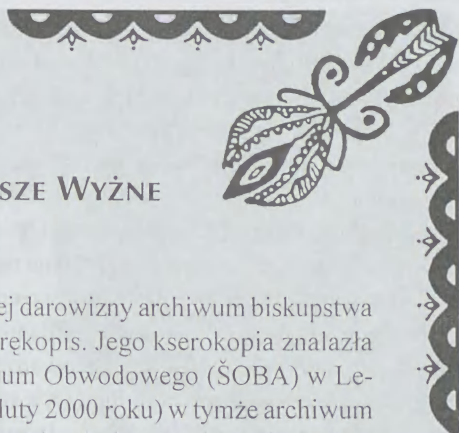 SZE WYŻNE
ej darowizny archiwum biskupstwa
rękopis. Jego kserokopia znalazła
um Obwodowego (ŠOBA) w Le-
luty 2000 roku) w tymże archiwum